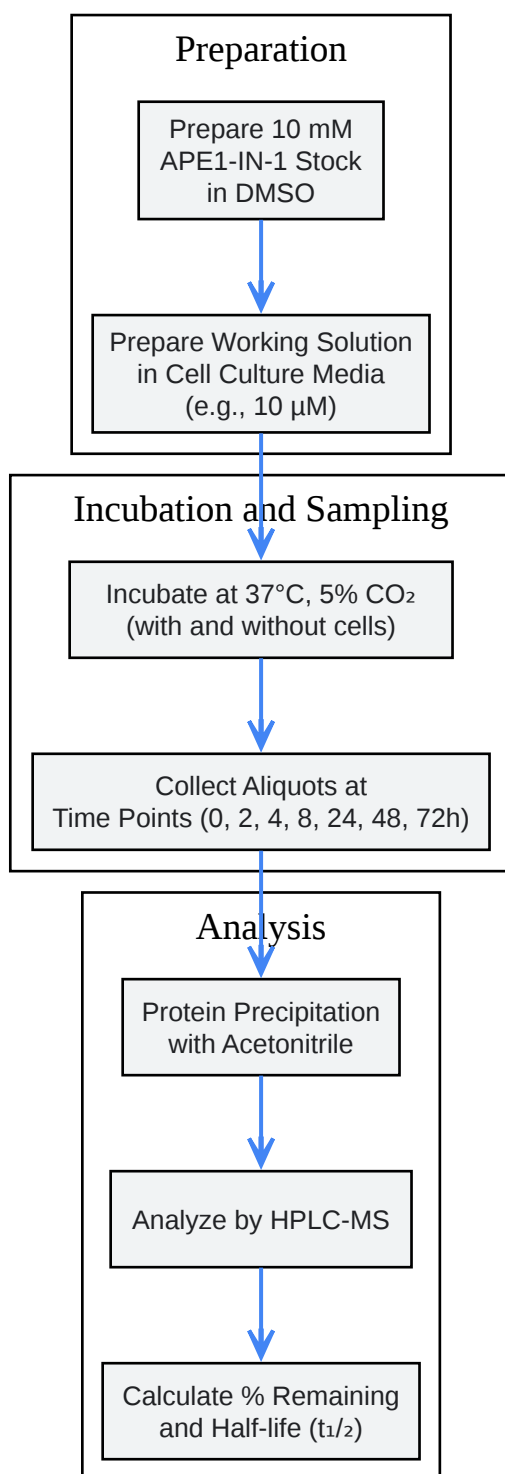 Preparation
Prepare 10 mM
APE1-IN-1 Stock
in DMSO
Prepare Working Solution
in Cell Culture Media
(e.g., 10 µM)
Incubation and Sampling
Incubate at 37°C, 5% CO₂
(with and without cells)
Collect Aliquots at
Time Points (0, 2, 4, 8, 24, 48, 72h)
Analysis
Protein Precipitation
with Acetonitrile
Analyze by HPLC-MS
Calculate % Remaining
and Half-life (t₁/₂)